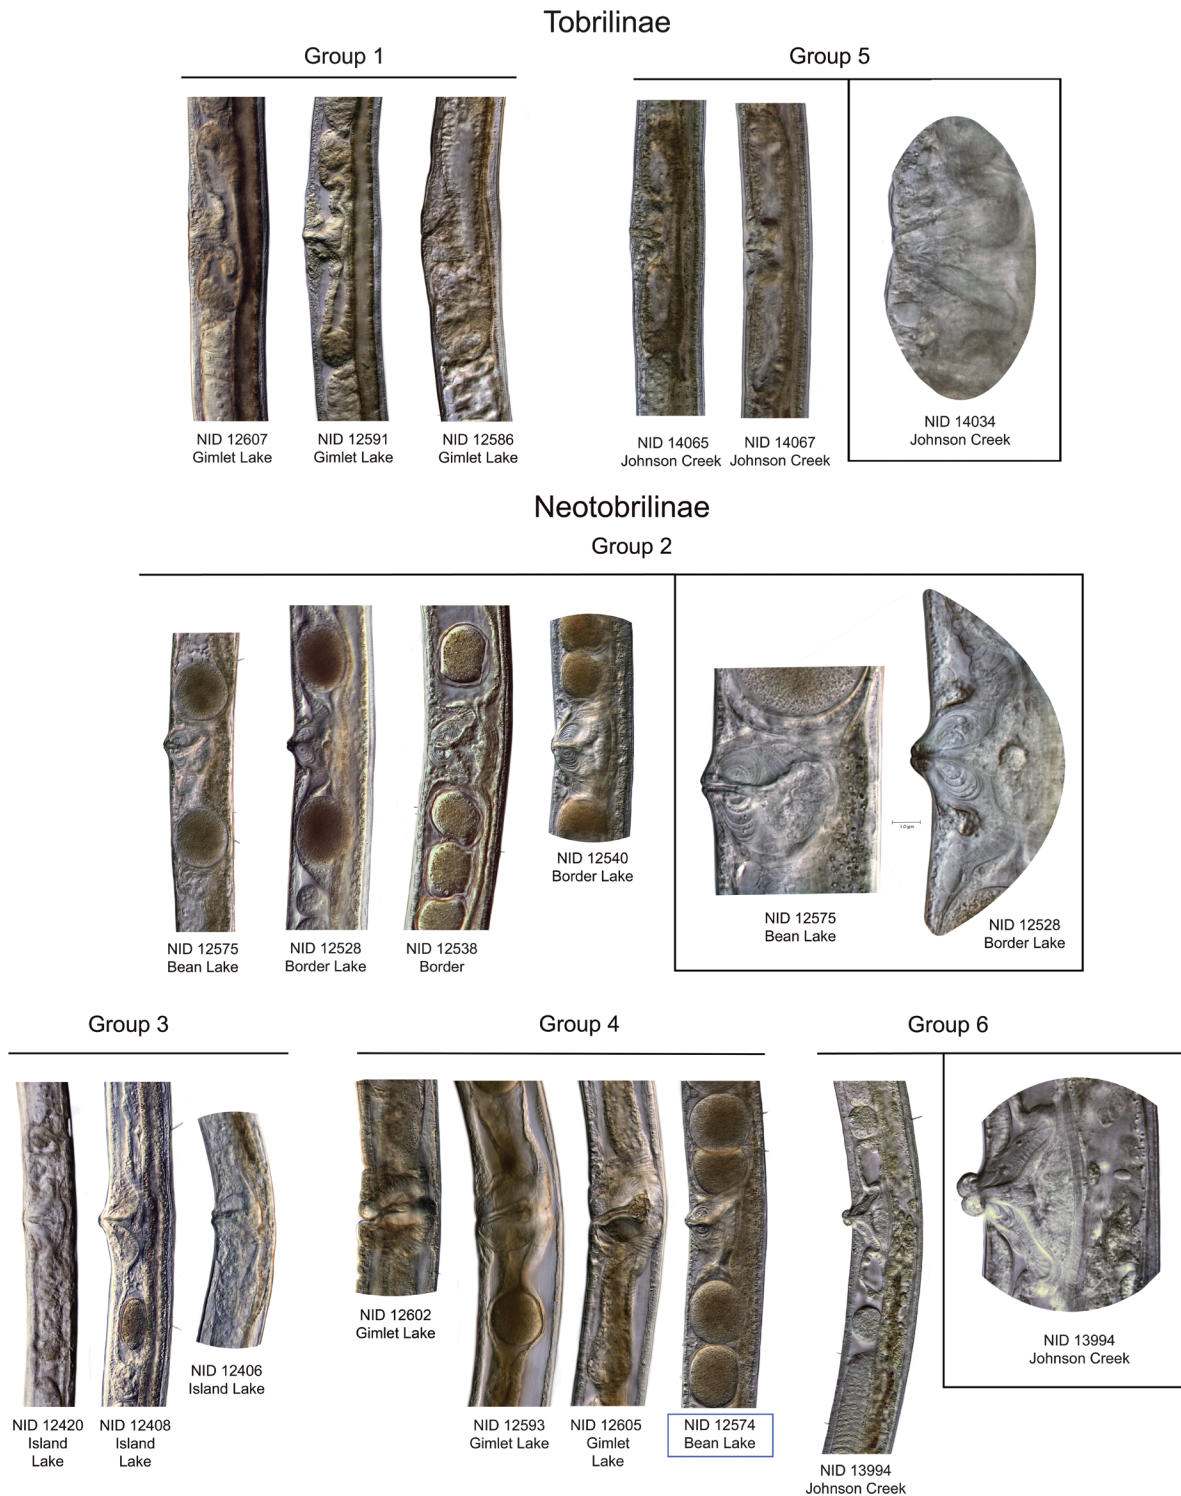 Tobrilinae
Group 1
Group 5
NID 12607
Gimlet Lake
NID 12591
Gimlet Lake
NID 12586
Gimlet Lake
NID 14065
Johnson Creek
NID 14067
Johnson Creek
NID 14034
Johnson Creek
Neotobrilinae
Group 2
NID 12575
Bean Lake
NID 12528
Border Lake
NID 12538
Border
NID 12540
Border Lake
NID 12575
Bean Lake
10 µm
NID 12528
Border Lake
Group 3
Group 4
Group 6
NID 12420
Island
Lake
NID 12408
Island
Lake
NID 12406
Island Lake
NID 12602
Gimlet Lake
NID 12593
Gimlet Lake
NID 12605
Gimlet
Lake
NID 12574
Bean Lake
NID 13994
Johnson Creek
NID 13994
Johnson Creek